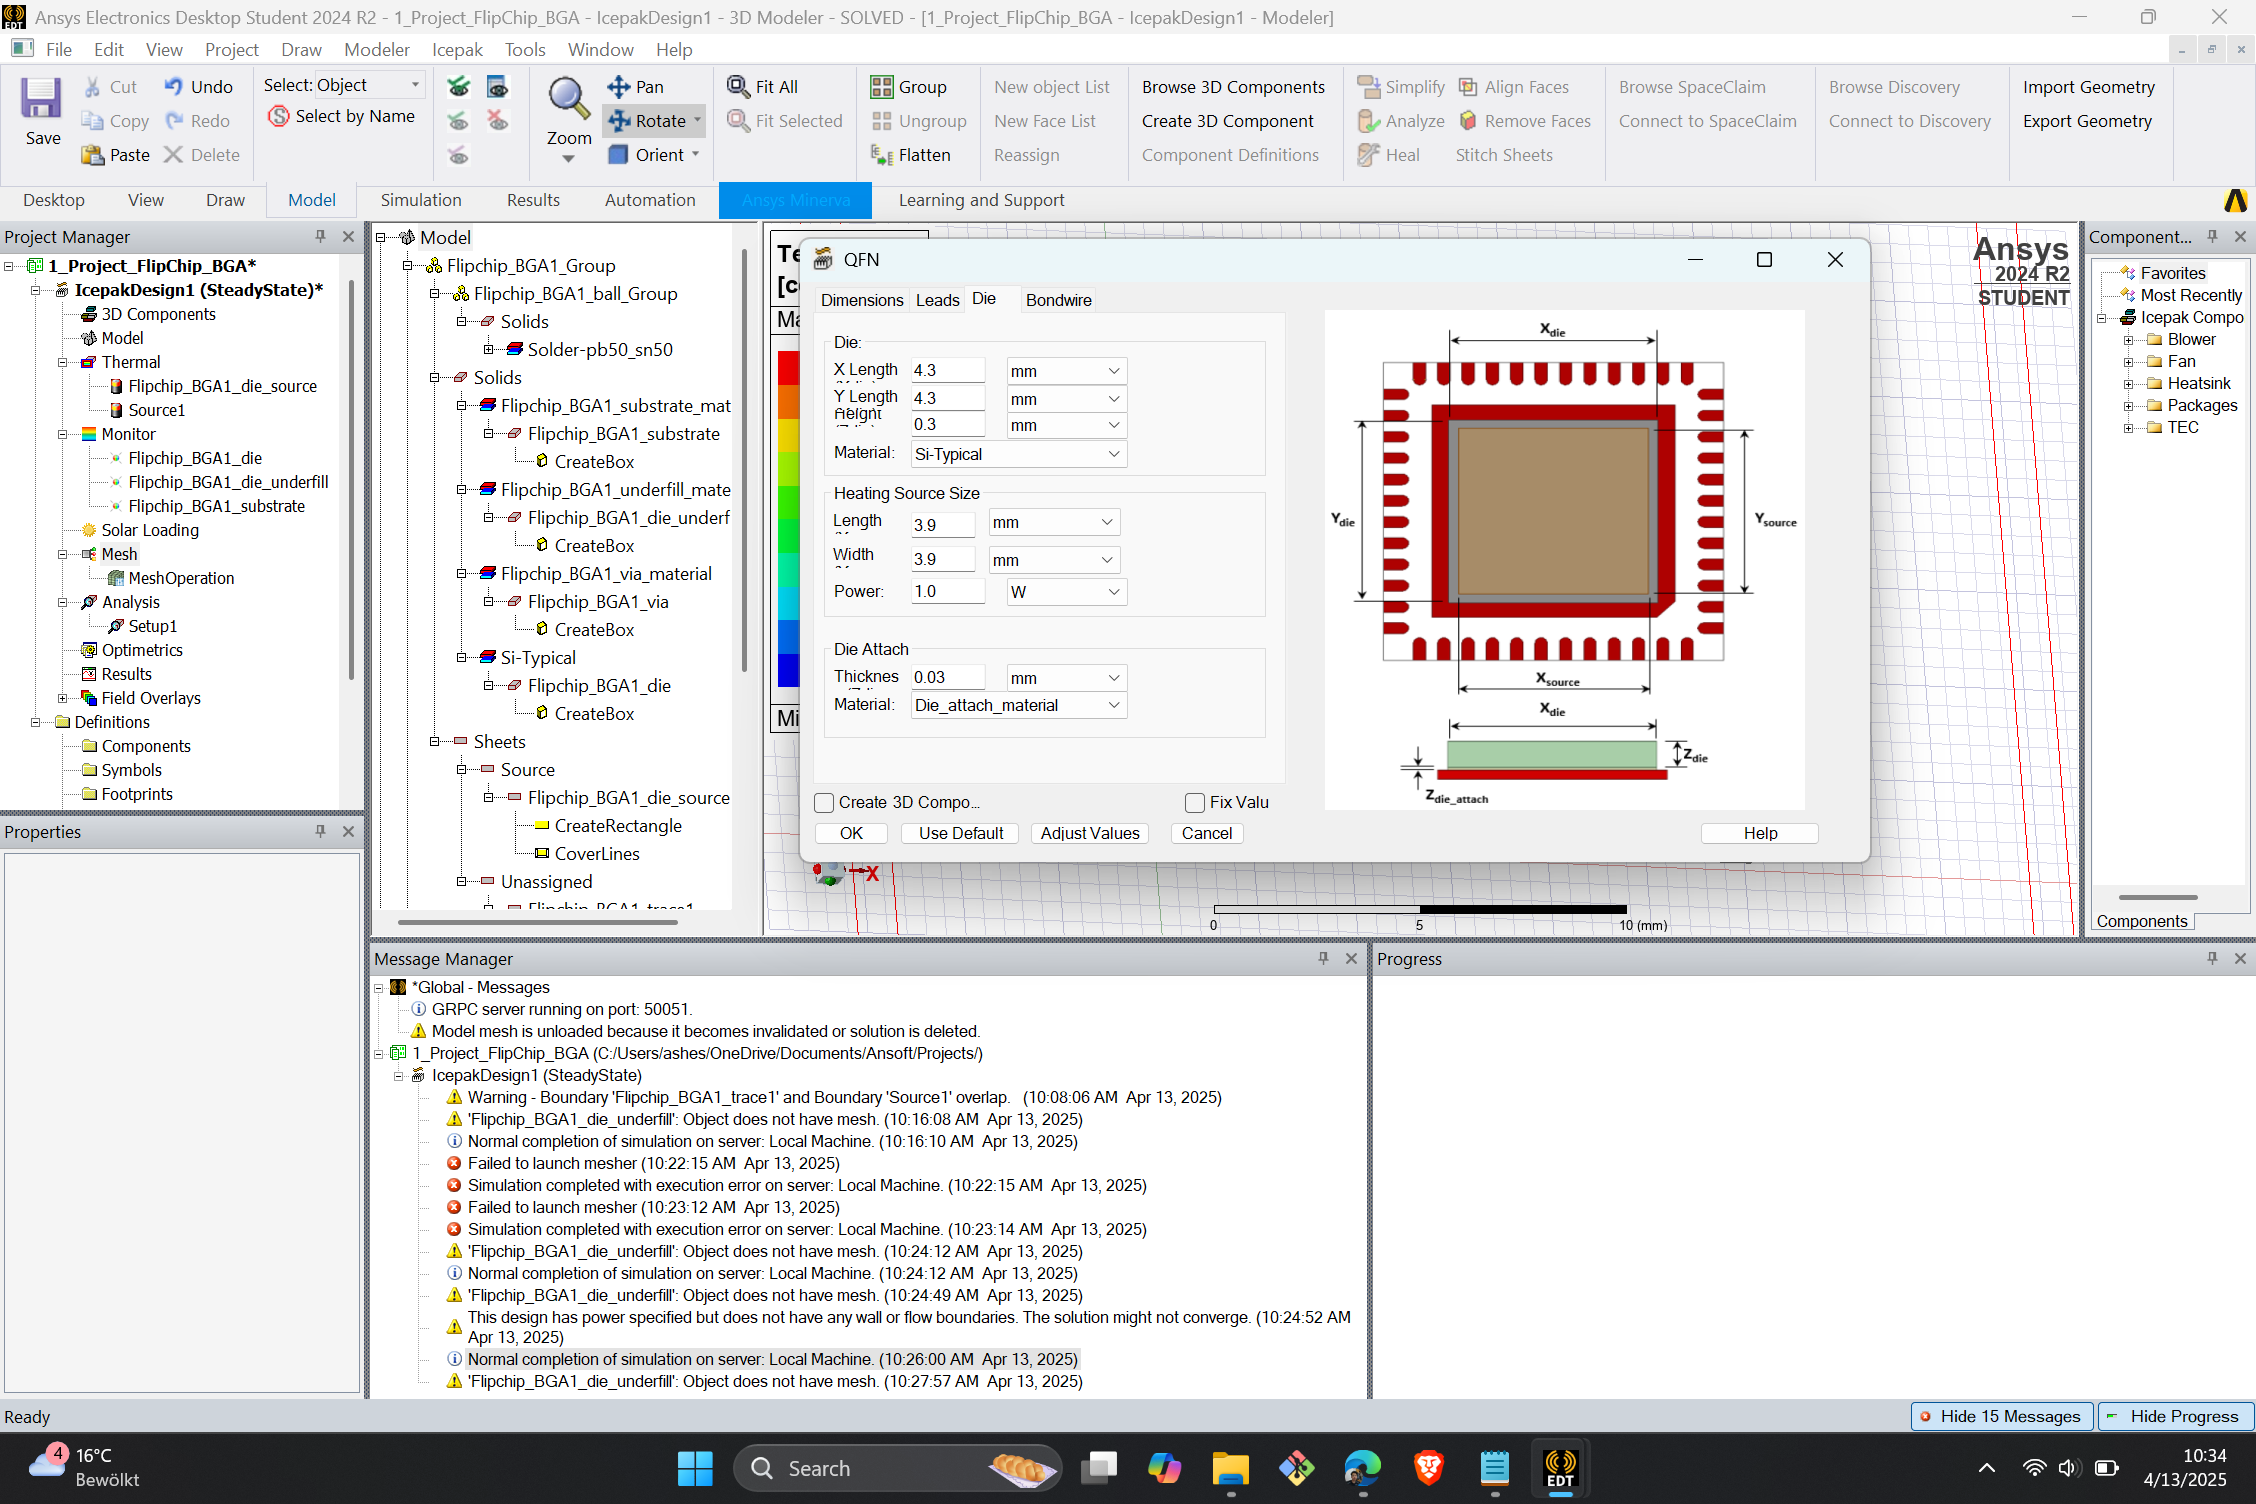 Ansys Electronics Desktop Student 2024 R2 - 1_Project_FlipChip_BGA - IcepakDesign1 - 3D Modeler - SOLVED - [1_Project_FlipChip_BGA - IcepakDesign1 - Modeler]
File Edit View Project Draw Modeler Icepak Tools Window Help
Save
Cut
Copy
Paste
Undo
Redo
Delete
Select: Object
Select by Name
Zoom
Pan
Rotate
Orient
Fit All
Fit Selected
Group
Ungroup
Flatten
New object List
New Face List
Reassign
Browse 3D Components
Create 3D Component
Component Definitions
Simplify
Analyze
Heal
Align Faces
Remove Faces
Stitch Sheets
Browse SpaceClaim
Connect to SpaceClaim
Browse Discovery
Connect to Discovery
Import Geometry
Export Geometry
Desktop View Draw Model Simulation Results Automation Ansys Minerva Learning and Support
Project Manager
1_Project_FlipChip_BGA*
IcepakDesign1 (SteadyState)*
3D Components
Model
Thermal
Flipchip_BGA1_die_source
Source1
Monitor
Flipchip_BGA1_die
Flipchip_BGA1_die_underfill
Flipchip_BGA1_substrate
Solar Loading
Mesh
MeshOperation
Analysis
Setup1
Optimetrics
Results
Field Overlays
Definitions
Components
Symbols
Footprints
Properties
Model
Flipchip_BGA1_Group
Flipchip_BGA1_ball_Group
Solids
Solder-pb50_sn50
Solids
Flipchip_BGA1_substrate_mat
Flipchip_BGA1_substrate
CreateBox
Flipchip_BGA1_underfill_mate
Flipchip_BGA1_die_underf
CreateBox
Flipchip_BGA1_via_material
Flipchip_BGA1_via
CreateBox
Si-Typical
Flipchip_BGA1_die
CreateBox
Sheets
Source
Flipchip_BGA1_die_source
CreateRectangle
CoverLines
Unassigned
Flipchip_BGA1_trace1
Te
[c
Ma
Mi
QFN
Dimensions Leads Die Bondwire
Die:
X Length 4.3 mm
Y Length 4.3 mm
Height 0.3 mm
Material: Si-Typical
Heating Source Size
Length 3.9 mm
Width 3.9 mm
Power: 1.0 W
Die Attach
Thicknes 0.03 mm
Material: Die_attach_material
Create 3D Compo...
Fix Valu
OK Use Default Adjust Values Cancel Help
Xdie
Ydie
Ysource
Xsource
Xdie
Zdie
Zdie_attach
X
0 5 10 (mm)
Ansys
2024 R2
STUDENT
Component...
Favorites
Most Recently
Icepak Compo
Blower
Fan
Heatsink
Packages
TEC
Components
Message Manager
*Global - Messages
GRPC server running on port: 50051.
Model mesh is unloaded because it becomes invalidated or solution is deleted.
1_Project_FlipChip_BGA (C:/Users/ashes/OneDrive/Documents/Ansoft/Projects/)
IcepakDesign1 (SteadyState)
Warning - Boundary 'Flipchip_BGA1_trace1' and Boundary 'Source1' overlap. (10:08:06 AM Apr 13, 2025)
'Flipchip_BGA1_die_underfill': Object does not have mesh. (10:16:08 AM Apr 13, 2025)
Normal completion of simulation on server: Local Machine. (10:16:10 AM Apr 13, 2025)
Failed to launch mesher (10:22:15 AM Apr 13, 2025)
Simulation completed with execution error on server: Local Machine. (10:22:15 AM Apr 13, 2025)
Failed to launch mesher (10:23:12 AM Apr 13, 2025)
Simulation completed with execution error on server: Local Machine. (10:23:14 AM Apr 13, 2025)
'Flipchip_BGA1_die_underfill': Object does not have mesh. (10:24:12 AM Apr 13, 2025)
Normal completion of simulation on server: Local Machine. (10:24:12 AM Apr 13, 2025)
'Flipchip_BGA1_die_underfill': Object does not have mesh. (10:24:49 AM Apr 13, 2025)
This design has power specified but does not have any wall or flow boundaries. The solution might not converge. (10:24:52 AM
Apr 13, 2025)
Normal completion of simulation on server: Local Machine. (10:26:00 AM Apr 13, 2025)
'Flipchip_BGA1_die_underfill': Object does not have mesh. (10:27:57 AM Apr 13, 2025)
Progress
Ready
Hide 15 Messages
Hide Progress
4
16°C
Bewölkt
Search
EDT
10:34
4/13/2025